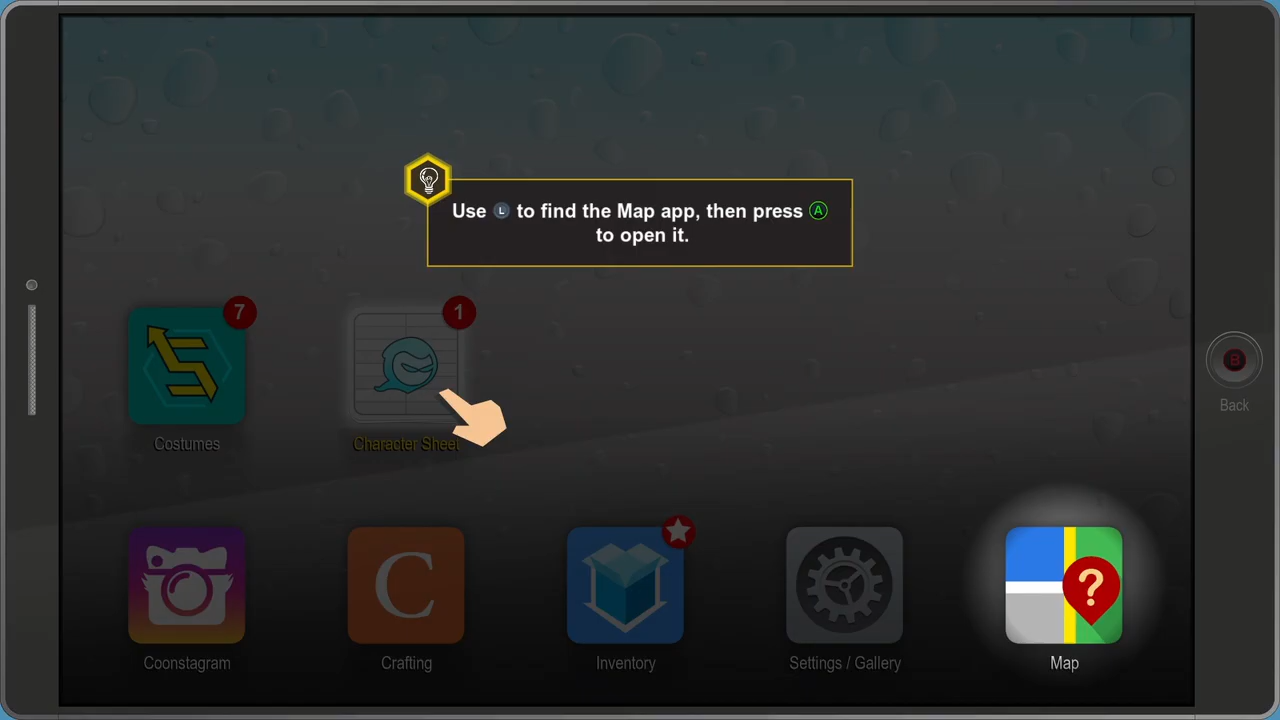 Use L to find the Map app, then press A
to open it.
7
1
B
Back
Costumes
Character Sheet
C
?
Coonstagram
Crafting
Inventory
Settings / Gallery
Map